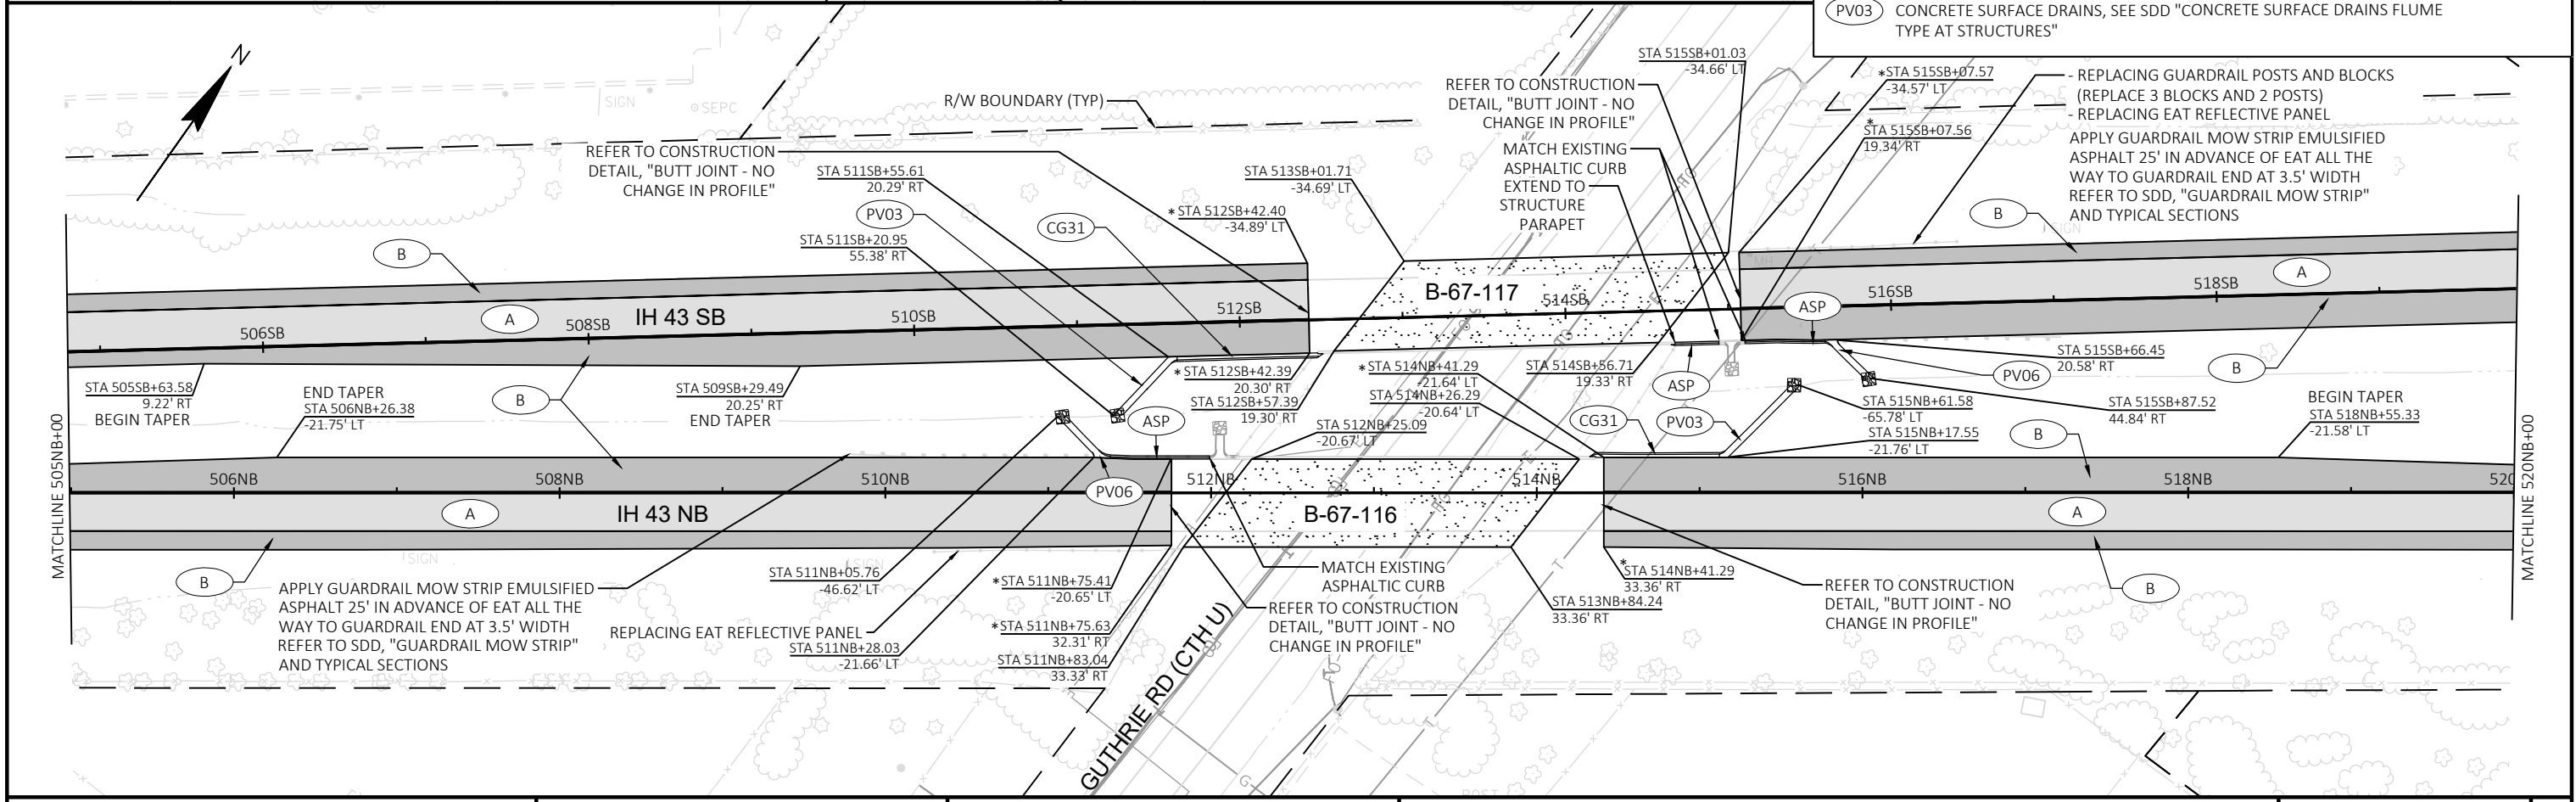 PV03 CONCRETE SURFACE DRAINS, SEE SDD "CONCRETE SURFACE DRAINS FLUME
TYPE AT STRUCTURES"
N
SIGN
SEPC
R/W BOUNDARY (TYP)
REFER TO CONSTRUCTION
DETAIL, "BUTT JOINT - NO
CHANGE IN PROFILE"
STA 511SB+55.61
20.29' RT
PV03
STA 511SB+20.95
55.38' RT
CG31
STA 513SB+01.71
-34.69' LT
*STA 512SB+42.40
-34.89' LT
REFER TO CONSTRUCTION
DETAIL, "BUTT JOINT - NO
CHANGE IN PROFILE"
MATCH EXISTING
ASPHALTIC CURB
EXTEND TO
STRUCTURE
PARAPET
STA 515SB+01.03
-34.66' LT
*STA 515SB+07.57
-34.57' LT
*
STA 515SB+07.56
19.34' RT
- REPLACING GUARDRAIL POSTS AND BLOCKS
(REPLACE 3 BLOCKS AND 2 POSTS)
- REPLACING EAT REFLECTIVE PANEL
APPLY GUARDRAIL MOW STRIP EMULSIFIED
ASPHALT 25' IN ADVANCE OF EAT ALL THE
WAY TO GUARDRAIL END AT 3.5' WIDTH
REFER TO SDD, "GUARDRAIL MOW STRIP"
AND TYPICAL SECTIONS
B
B
SIGN
MH
A
A
B-67-117
IH 43 SB
506SB
508SB
510SB
512SB
514SB
516SB
518SB
ASP
STA 505SB+63.58
9.22' RT
BEGIN TAPER
END TAPER
STA 506NB+26.38
-21.75' LT
B
STA 509SB+29.49
20.25' RT
END TAPER
ASP
*STA 512SB+42.39
20.30' RT
STA 512SB+57.39
19.30' RT
STA 512NB+25.09
-20.67' LT
*STA 514NB+41.29
-21.64' LT
STA 514NB+26.29
-20.64' LT
STA 514SB+56.71
19.33' RT
ASP
CG31
PV03
PV06
STA 515SB+66.45
20.58' RT
STA 515NB+61.58
-65.78' LT
STA 515NB+17.55
-21.76' LT
STA 515SB+87.52
44.84' RT
B
B
BEGIN TAPER
STA 518NB+55.33
-21.58' LT
MATCHLINE 505NB+00
MATCHLINE 520NB+00
506NB
508NB
510NB
512NB
514NB
516NB
518NB
520
PV06
A
IH 43 NB
B-67-116
A
SIGN
SIGN
B
APPLY GUARDRAIL MOW STRIP EMULSIFIED
ASPHALT 25' IN ADVANCE OF EAT ALL THE
WAY TO GUARDRAIL END AT 3.5' WIDTH
REFER TO SDD, "GUARDRAIL MOW STRIP"
AND TYPICAL SECTIONS
REPLACING EAT REFLECTIVE PANEL
STA 511NB+05.76
-46.62' LT
STA 511NB+28.03
-21.66' LT
*STA 511NB+75.41
-20.65' LT
*STA 511NB+75.63
32.31' RT
STA 511NB+83.04
33.33' RT
MATCH EXISTING
ASPHALTIC CURB
REFER TO CONSTRUCTION
DETAIL, "BUTT JOINT - NO
CHANGE IN PROFILE"
*
STA 514NB+41.29
33.36' RT
STA 513NB+84.24
33.36' RT
REFER TO CONSTRUCTION
DETAIL, "BUTT JOINT - NO
CHANGE IN PROFILE"
B
GUTHRIE RD (CTH U)